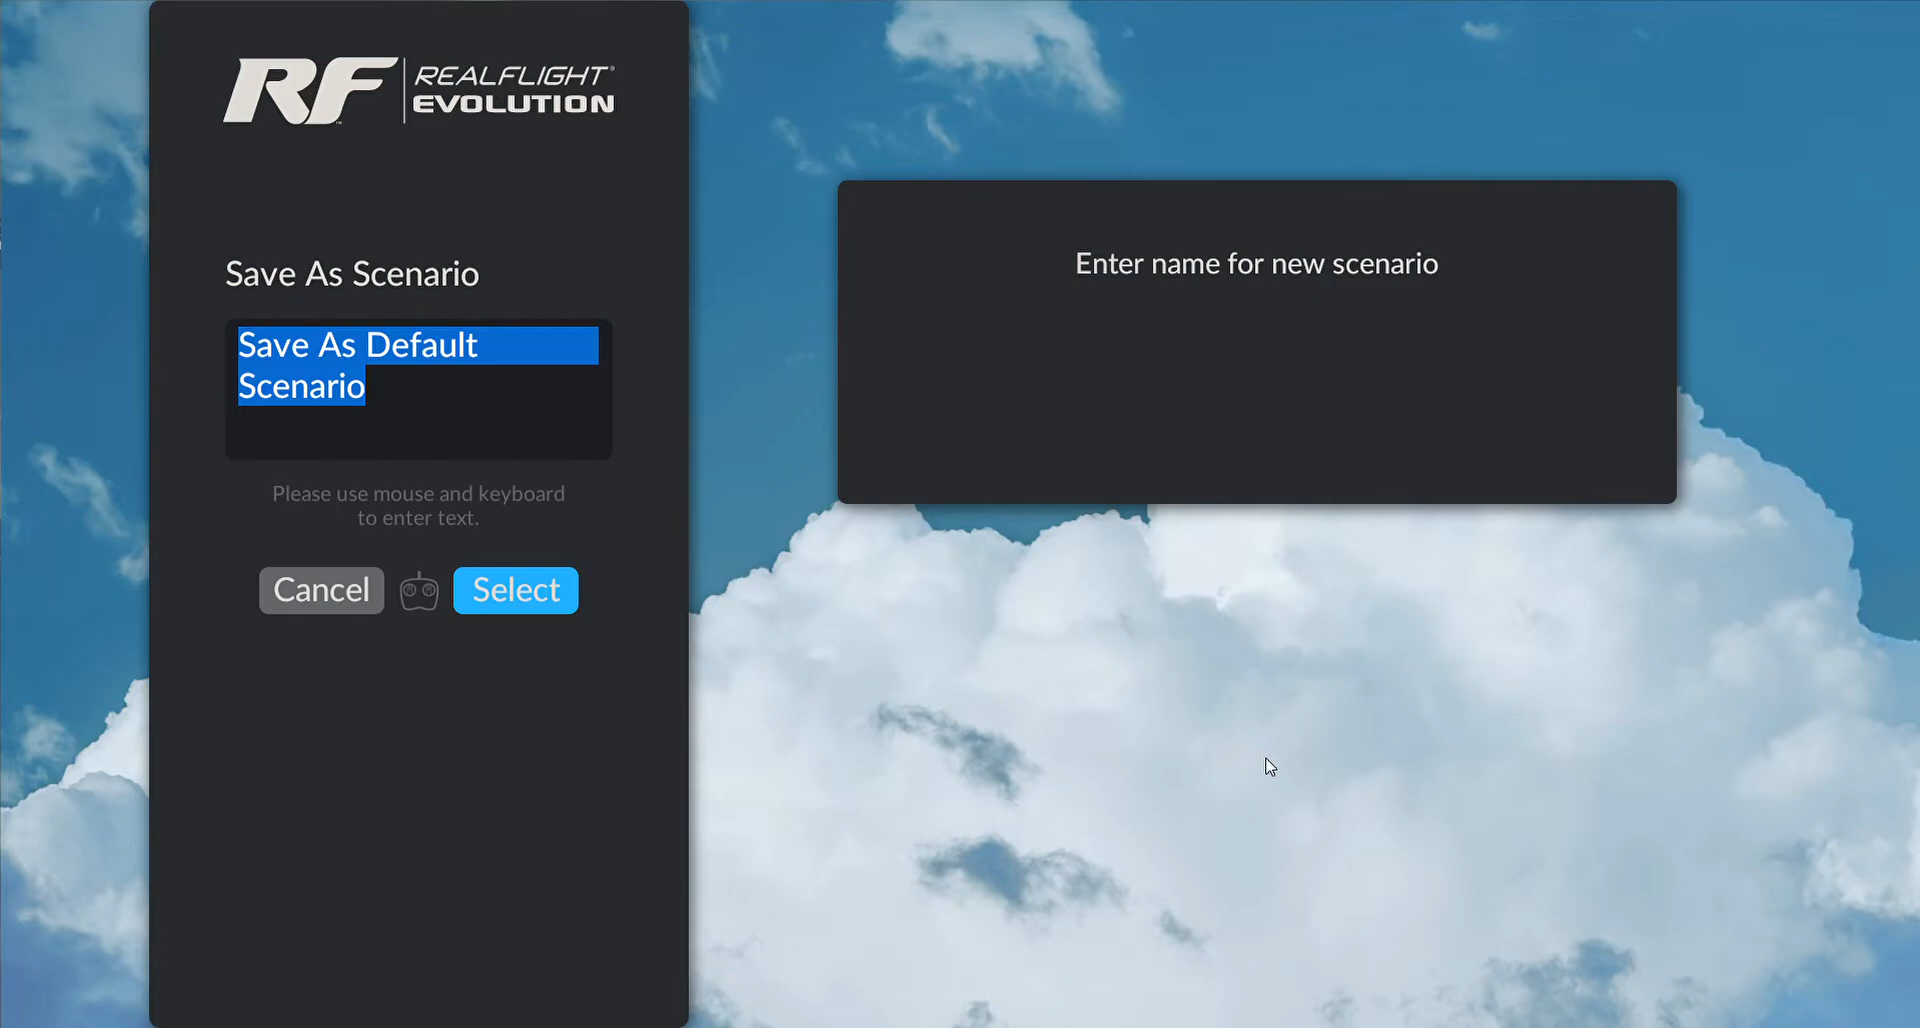 RF
REALFLIGHT®
EVOLUTION
Save As Scenario
Save As Default
Scenario
Please use mouse and keyboard
to enter text.
Cancel
Select
Enter name for new scenario